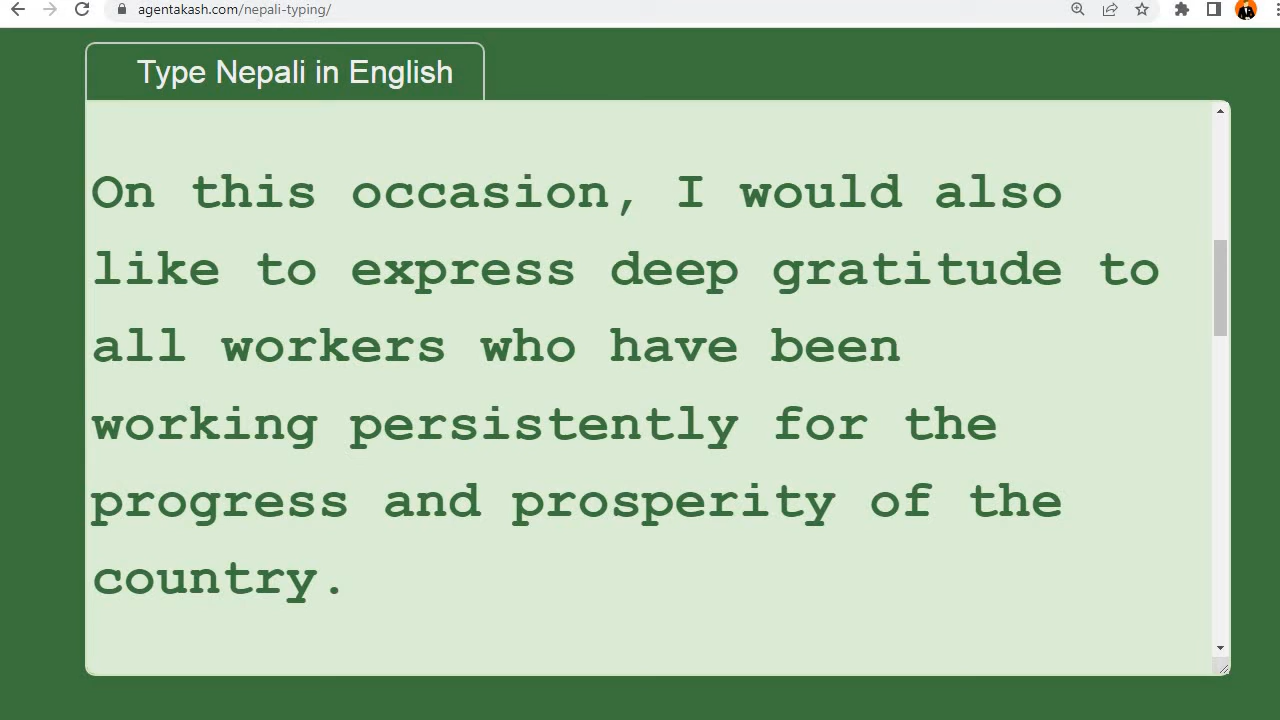 agentakash.com/nepali-typing/
Type Nepali in English
On this occasion, I would also
like to express deep gratitude to
all workers who have been
working persistently for the
progress and prosperity of the
country.